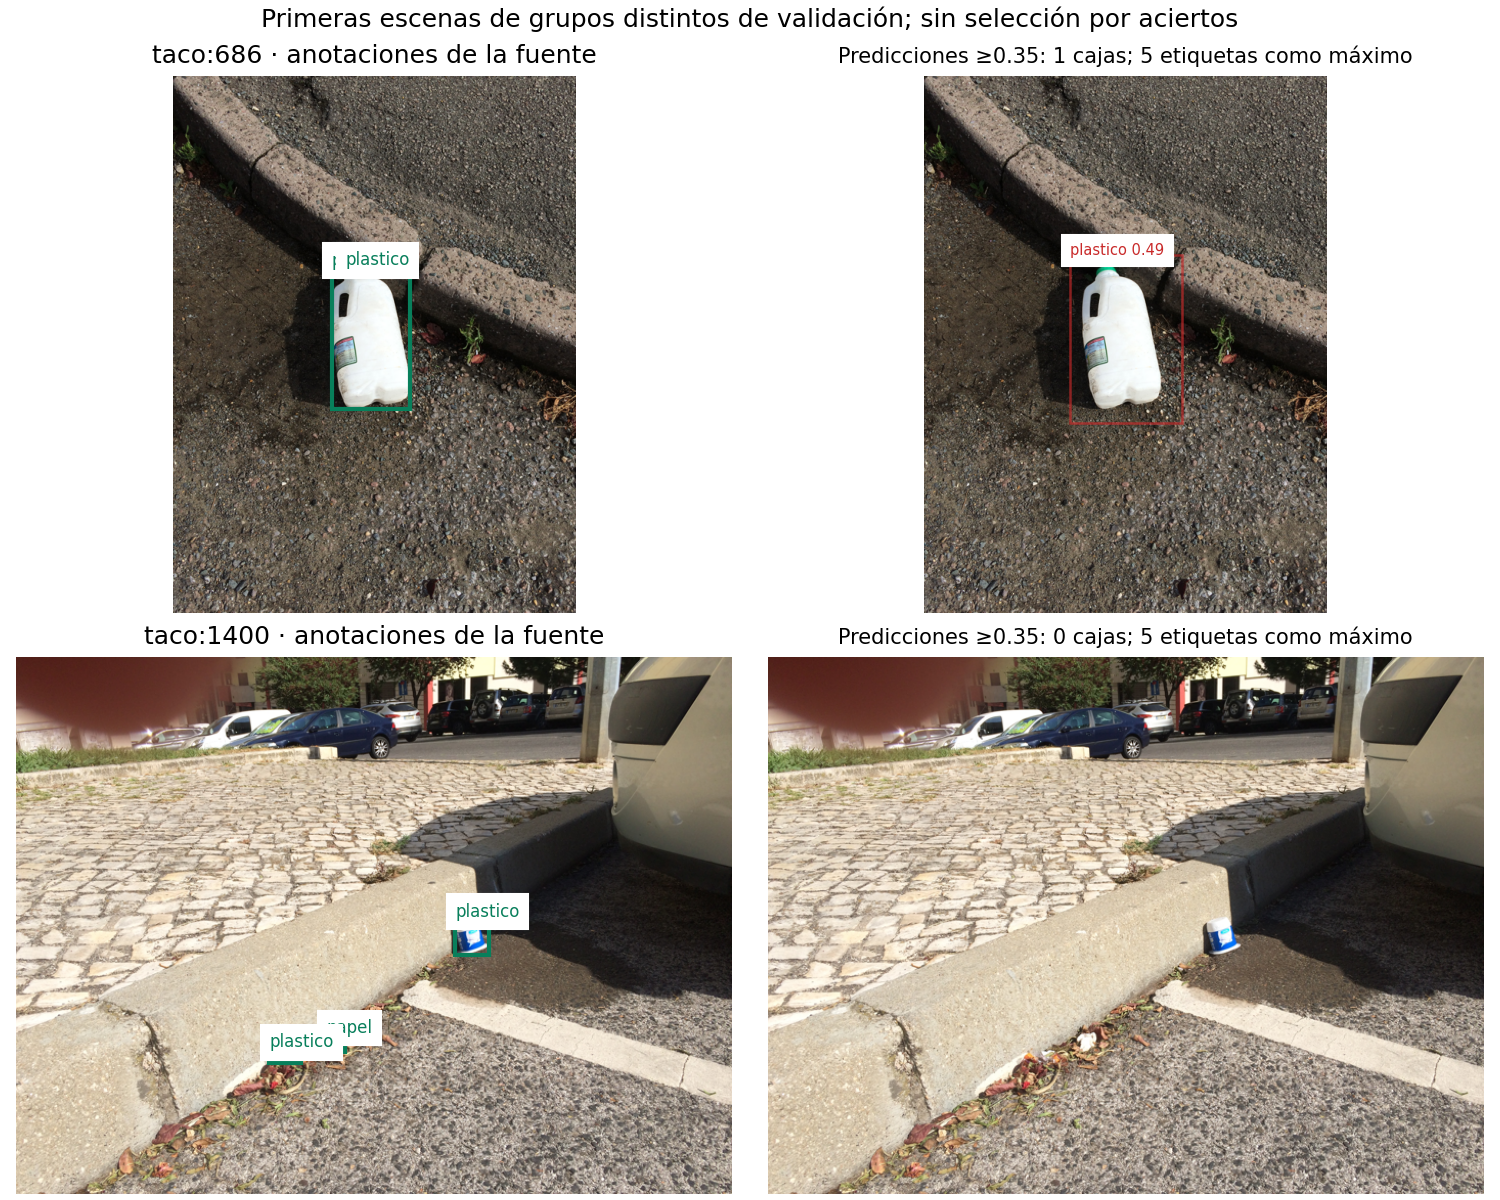 Primeras escenas de grupos distintos de validación; sin selección por aciertos
taco:686 · anotaciones de la fuente
Predicciones ≥0.35: 1 cajas; 5 etiquetas como máximo
plastico
plastico 0.49
taco:1400 · anotaciones de la fuente
Predicciones ≥0.35: 0 cajas; 5 etiquetas como máximo
plastico
papel
plastico